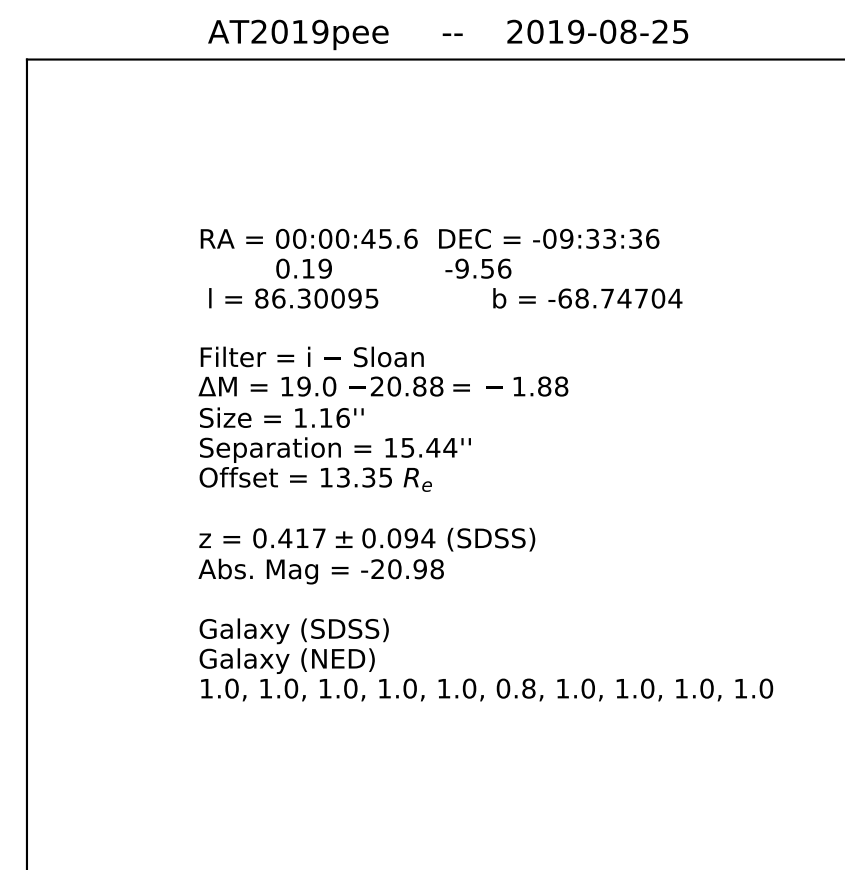 AT2019pee -- 2019-08-25
RA = 00:00:45.6 DEC = -09:33:36
0.19 -9.56
l = 86.30095 b = -68.74704
Filter = i − Sloan
ΔM = 19.0 −20.88 = −1.88
Size = 1.16''
Separation = 15.44''
Offset = 13.35 Rₑ
z = 0.417 ± 0.094 (SDSS)
Abs. Mag = -20.98
Galaxy (SDSS)
Galaxy (NED)
1.0, 1.0, 1.0, 1.0, 1.0, 0.8, 1.0, 1.0, 1.0, 1.0